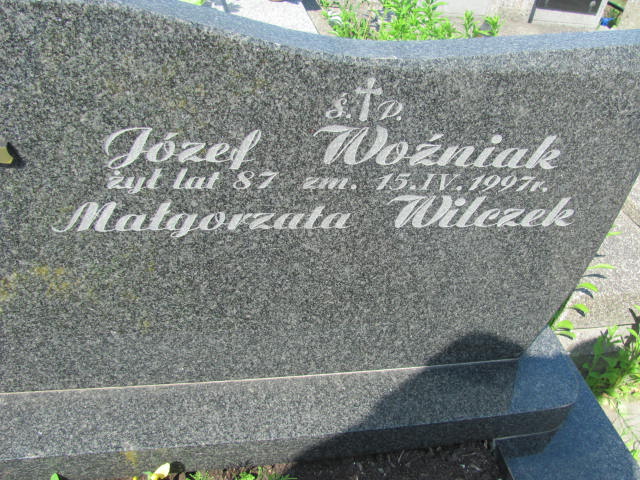 Ś. P.
Józef Woźniak
żył lat 87 zm. 15.IV.1997r.
Małgorzata Wilczek